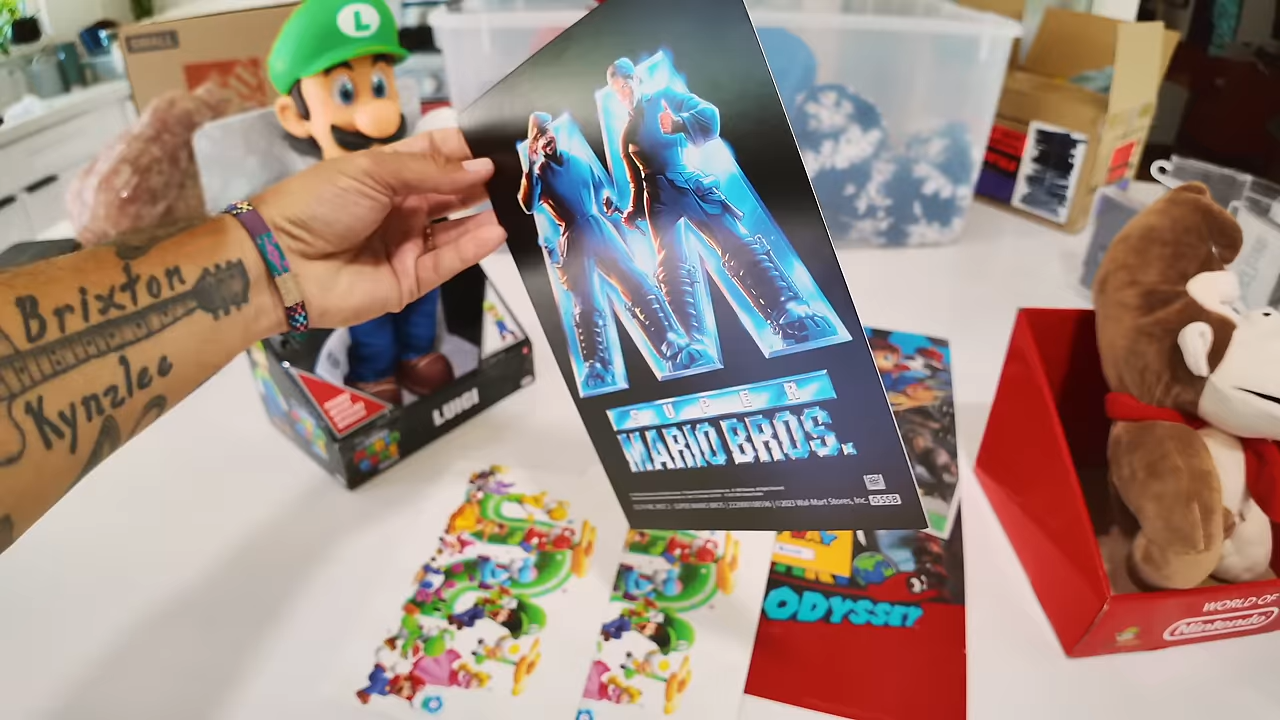 L
Brixton
Kynzlee
LUIGI
SUPER
MARIO BROS.
©2023 Wal-Mart Stores, Inc.
ODYSSEY
WORLD OF
Nintendo